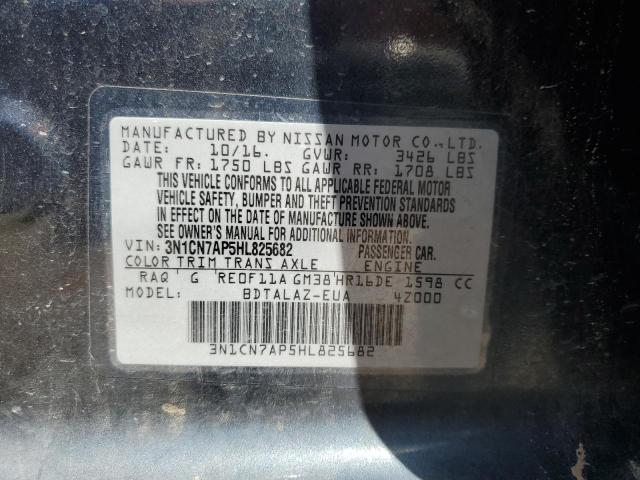 MANUFACTURED BY NISSAN MOTOR CO.,LTD.
DATE: 10/16. GVWR: 3426 LBS
GAWR FR: 1750 LBS GAWR RR: 1708 LBS
THIS VEHICLE CONFORMS TO ALL APPLICABLE FEDERAL MOTOR
VEHICLE SAFETY, BUMPER AND THEFT PREVENTION STANDARDS
IN EFFECT ON THE DATE OF MANUFACTURE SHOWN ABOVE.
SEE OWNER'S MANUAL FOR ADDITIONAL INFORMATION.
VIN: 3N1CN7AP5HL825682 PASSENGER CAR.
COLOR TRIM TRANS AXLE ENGINE
RAQ ' G 'RE0F11A GM38'HR16DE 1598 CC
MODEL: BDTALAZ-EUA 4Z000
3N1CN7AP5HL825682